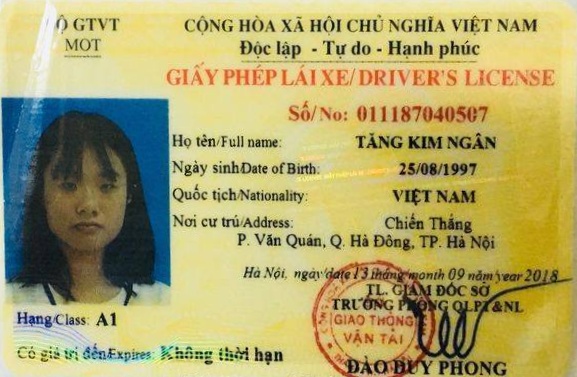 Ộ GTVT
MOT
CỘNG HÒA XÃ HỘI CHỦ NGHĨA VIỆT NAM
Độc lập - Tự do - Hạnh phúc
GIẤY PHÉP LÁI XE/ DRIVER'S LICENSE
Số/No: 011187040507
Họ tên/Full name: TĂNG KIM NGÂN
Ngày sinh/Date of Birth: 25/08/1997
Quốc tịch/Nationality: VIỆT NAM
Nơi cư trú/Address: Chiến Thắng
P. Văn Quán, Q. Hà Đông, TP. Hà Nội
Hà Nội, ngày/date 13 tháng/month 09 năm/year 2018
TL. GIÁM ĐỐC SỞ
TRƯỞNG PHÒNG QLPT&NL
GIAO THÔNG
VẬN TẢI
Hạng/Class: A1
Có giá trị đến/Expires: Không thời hạn
ĐÀO DUY PHONG